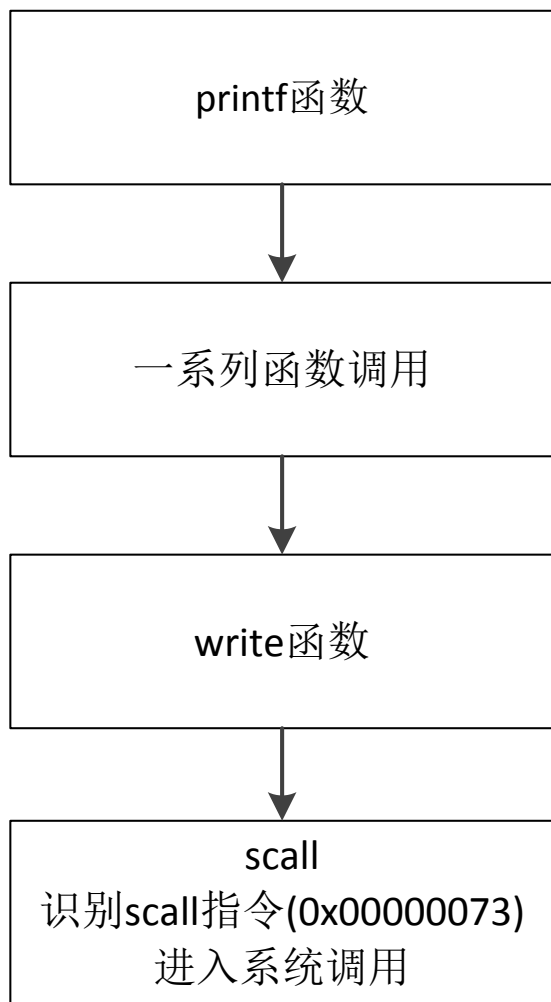 printf函数
一系列函数调用
write函数
scall
识别scall指令(0x00000073)
进入系统调用